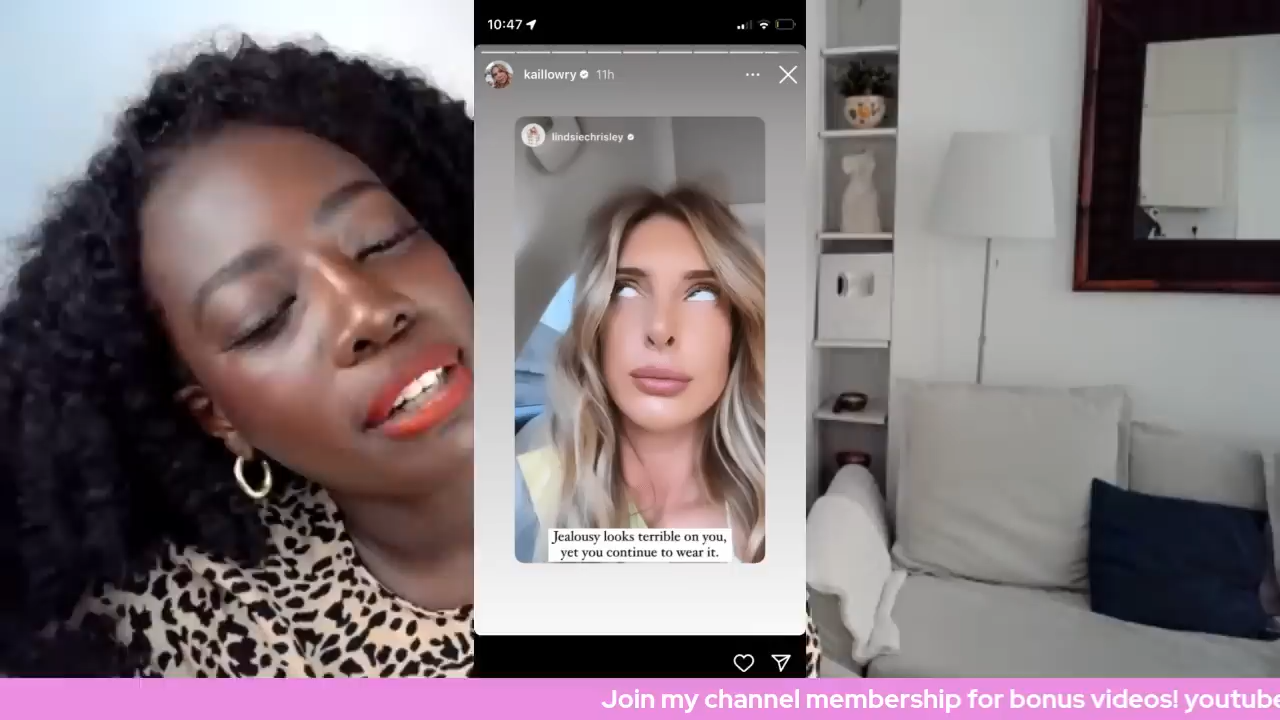 10:47
kaillowry 11h
lindsiechrisley
Jealousy looks terrible on you,
yet you continue to wear it.
Join my channel membership for bonus videos! youtube